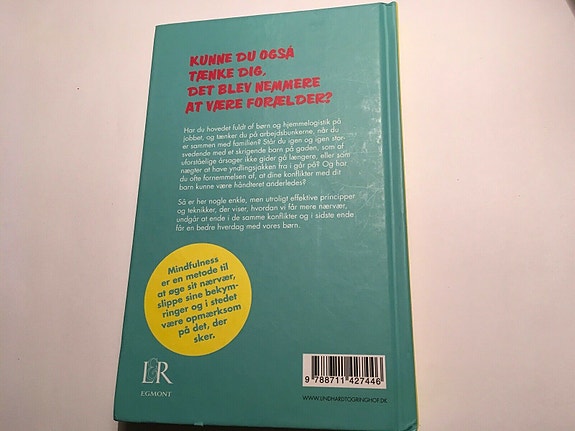 KUNNE DU OGSÅ
TÆNKE DIG,
DET BLEV NEMMERE
AT VÆRE FORÆLDER?
Har du hovedet fuldt af børn og hjemmelogistik på
jobbet, og tænker du på arbejdsbunkerne, når du
er sammen med familien? Står du igen og igen stor-
svedende med et skrigende barn på gaden, som af
uforståelige årsager ikke gider gå længere, eller som
nægter at have yndlingsjakken fra i går på? Og har
du ofte fornemmelsen af, at dine konflikter med dit
barn kunne være håndteret anderledes?
Så er her nogle enkle, men utroligt effektive principper
og teknikker, der viser, hvordan vi får mere nærvær,
undgår at ende i de samme konflikter og i sidste ende
får en bedre hverdag med vores børn.
Mindfulness
er en metode til
at øge sit nærvær,
slippe sine bekym-
ringer og i stedet
være opmærksom
på det, der
sker.
L&R
EGMONT
9 788711 427446
WWW.LINDHARDTOGRINGHOF.DK